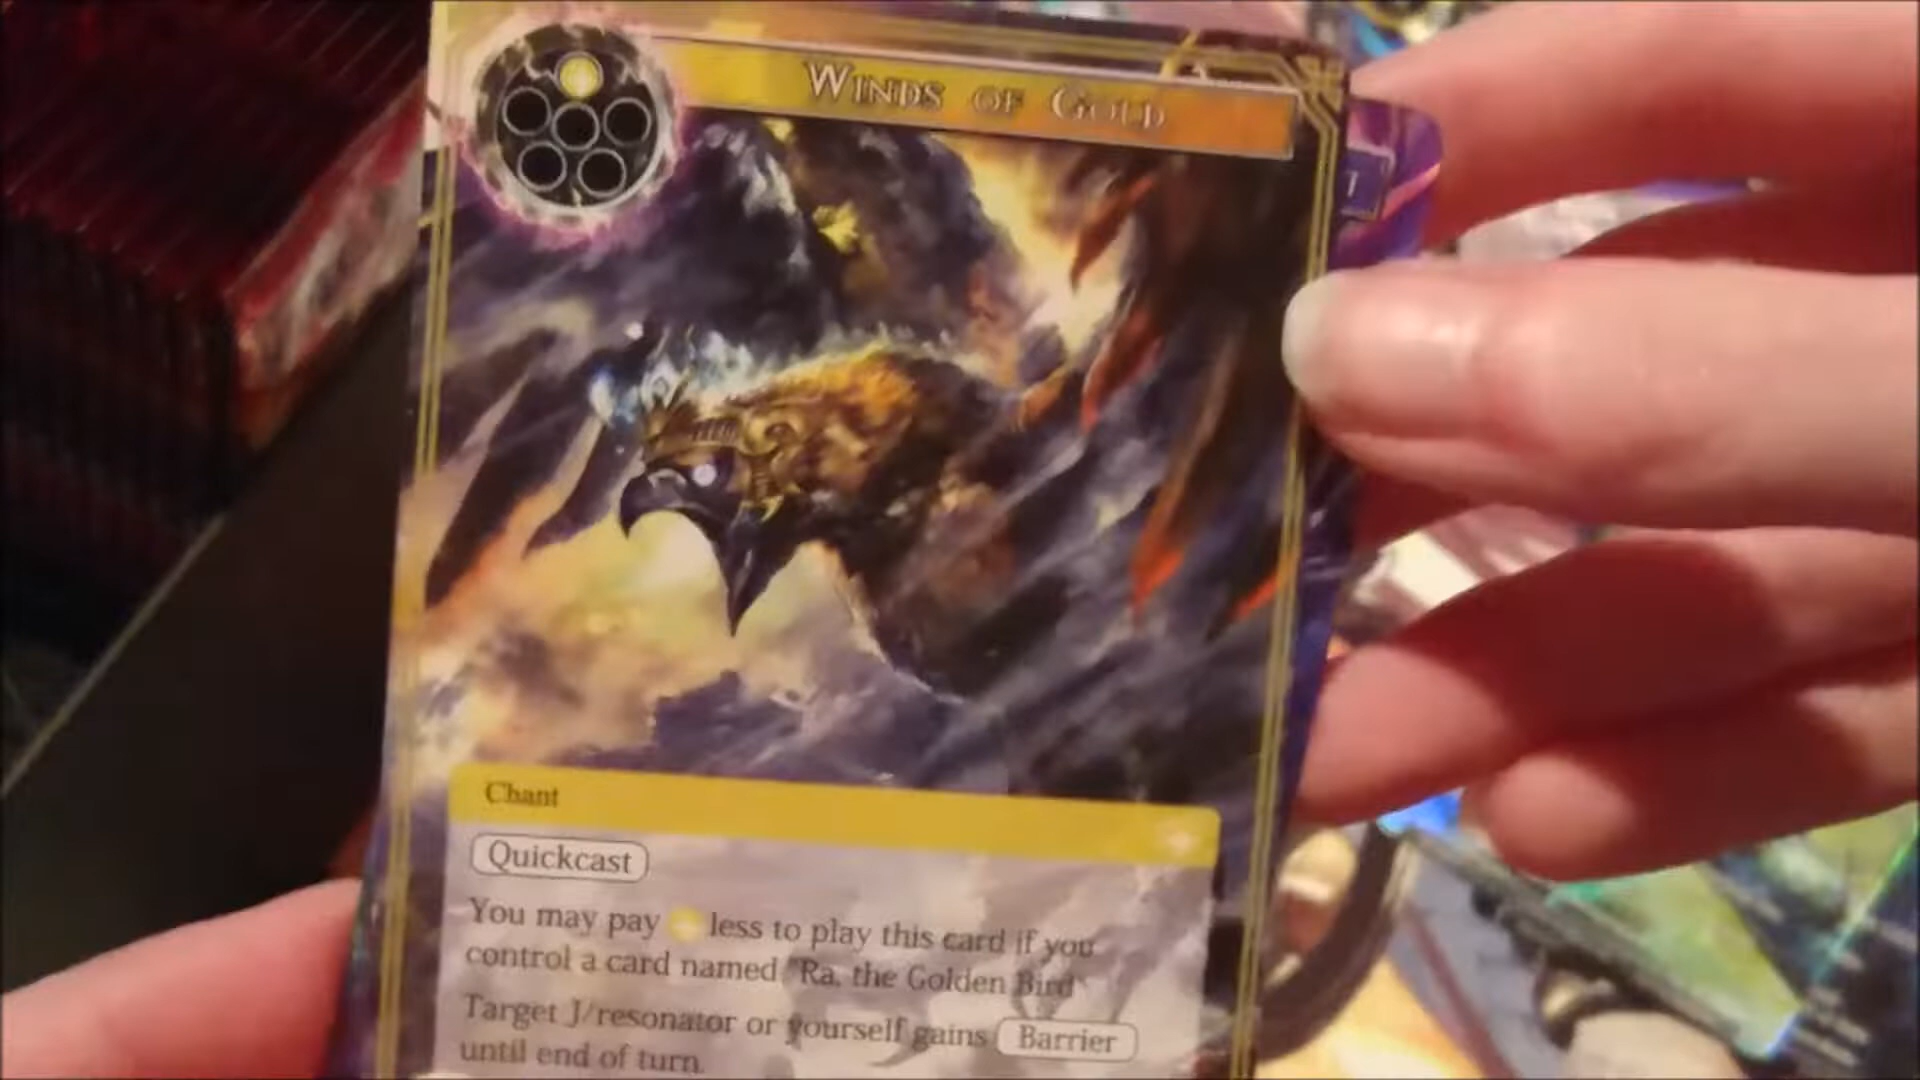 WINDS OF GOLD
Chant
Quickcast
You may pay less to play this card if you
control a card named "Ra, the Golden Bird"
Target J/resonator or yourself gains Barrier
until end of turn.